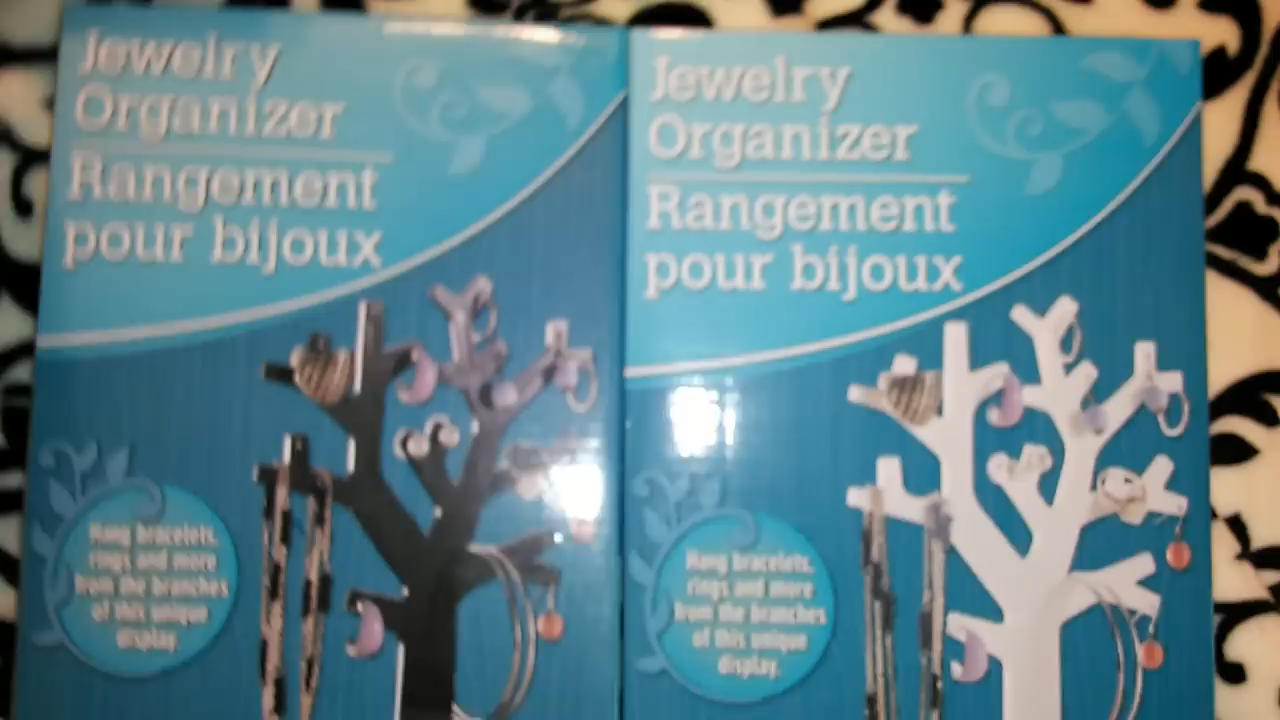 Jewelry
Organizer
Rangement
pour bijoux
Hang bracelets,
rings and more
from the branches
of this unique
display.
Jewelry
Organizer
Rangement
pour bijoux
Hang bracelets,
rings and more
from the branches
of this unique
display.